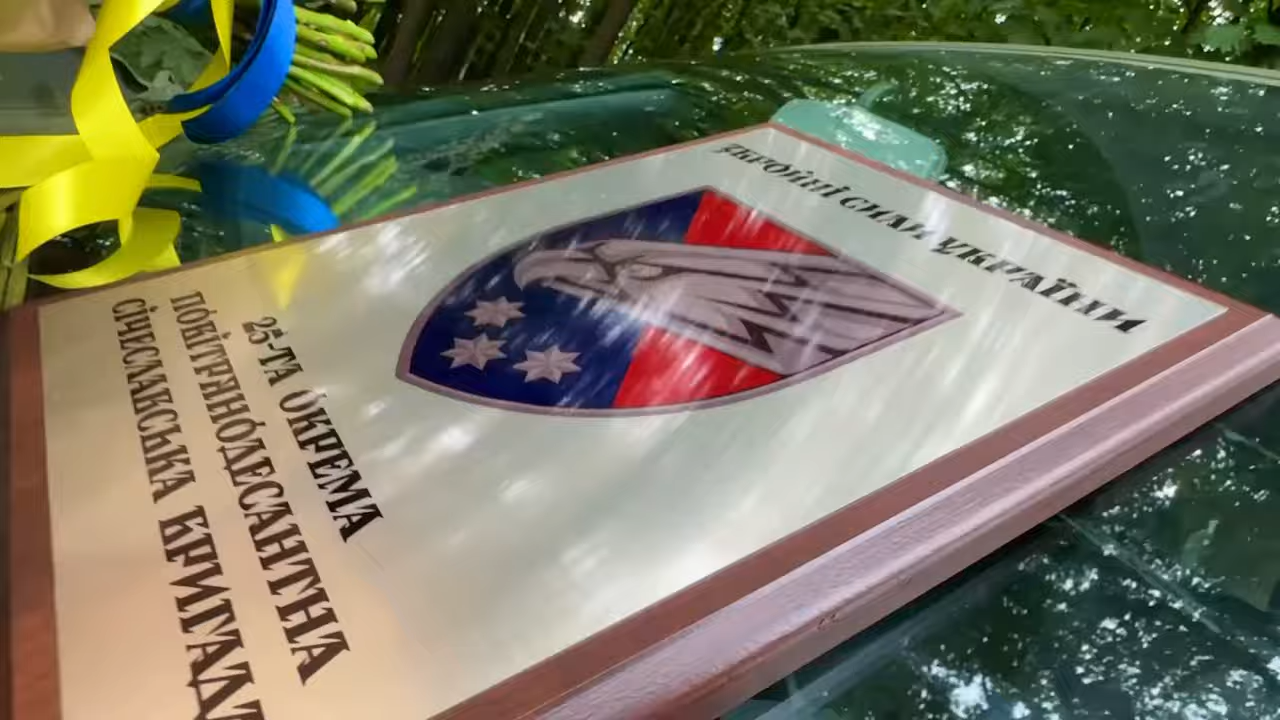 ЗБРОЙНІ СИЛИ УКРАЇНИ
25-ТА ОКРЕМА
ПОВІТРЯНОДЕСАНТНА
СІЧЕСЛАВСЬКА БРИГАДА